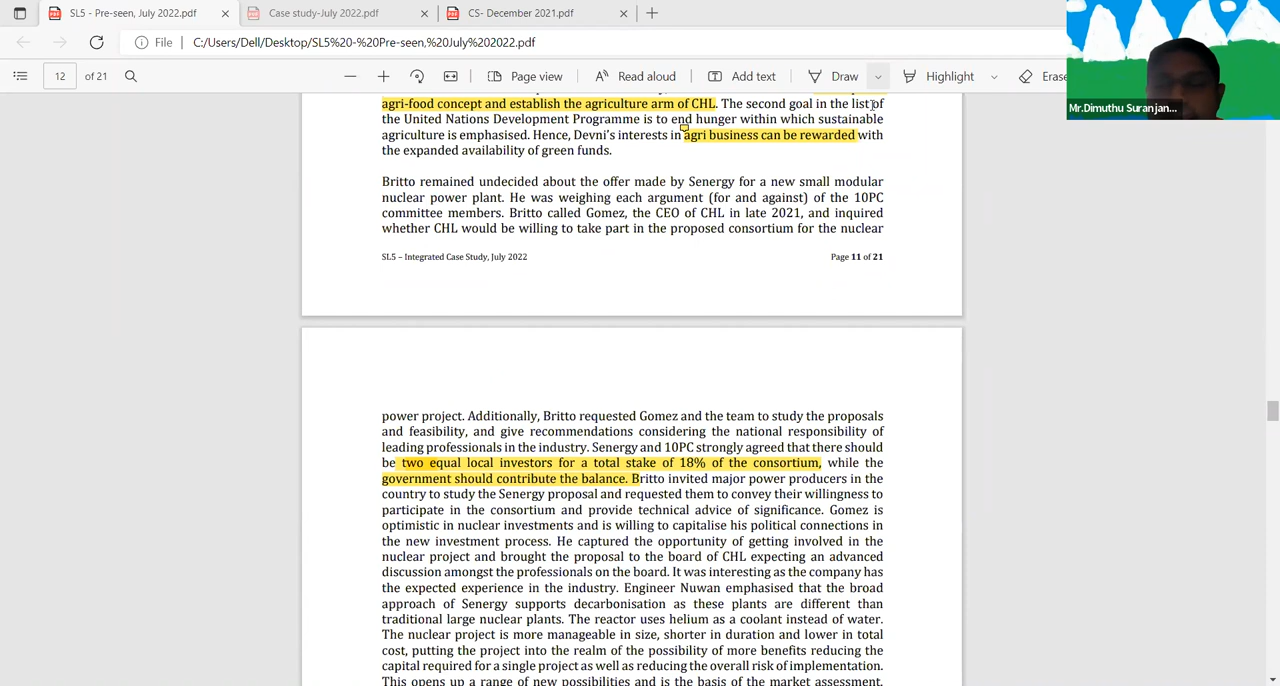 SL5 - Pre-seen, July 2022.pdf
Case study-July 2022.pdf
CS- December 2021.pdf
File
C:/Users/Dell/Desktop/SL5%20-%20Pre-seen,%20July%202022.pdf
12 of 21
Page view
Read aloud
Add text
Draw
Highlight
Erase
Mr.Dimuthu Suranjan...
agri-food concept and establish the agriculture arm of CHL. The second goal in the list of
the United Nations Development Programme is to end hunger within which sustainable
agriculture is emphasised. Hence, Devni's interests in agri business can be rewarded with
the expanded availability of green funds.
Britto remained undecided about the offer made by Senergy for a new small modular
nuclear power plant. He was weighing each argument (for and against) of the 10PC
committee members. Britto called Gomez, the CEO of CHL in late 2021, and inquired
whether CHL would be willing to take part in the proposed consortium for the nuclear
SL5 – Integrated Case Study, July 2022
Page 11 of 21
power project. Additionally, Britto requested Gomez and the team to study the proposals
and feasibility, and give recommendations considering the national responsibility of
leading professionals in the industry. Senergy and 10PC strongly agreed that there should
be two equal local investors for a total stake of 18% of the consortium, while the
government should contribute the balance. Britto invited major power producers in the
country to study the Senergy proposal and requested them to convey their willingness to
participate in the consortium and provide technical advice of significance. Gomez is
optimistic in nuclear investments and is willing to capitalise his political connections in
the new investment process. He captured the opportunity of getting involved in the
nuclear project and brought the proposal to the board of CHL expecting an advanced
discussion amongst the professionals on the board. It was interesting as the company has
the expected experience in the industry. Engineer Nuwan emphasised that the broad
approach of Senergy supports decarbonisation as these plants are different than
traditional large nuclear plants. The reactor uses helium as a coolant instead of water.
The nuclear project is more manageable in size, shorter in duration and lower in total
cost, putting the project into the realm of the possibility of more benefits reducing the
capital required for a single project as well as reducing the overall risk of implementation.
This opens up a range of new possibilities and is the basis of the market assessment.